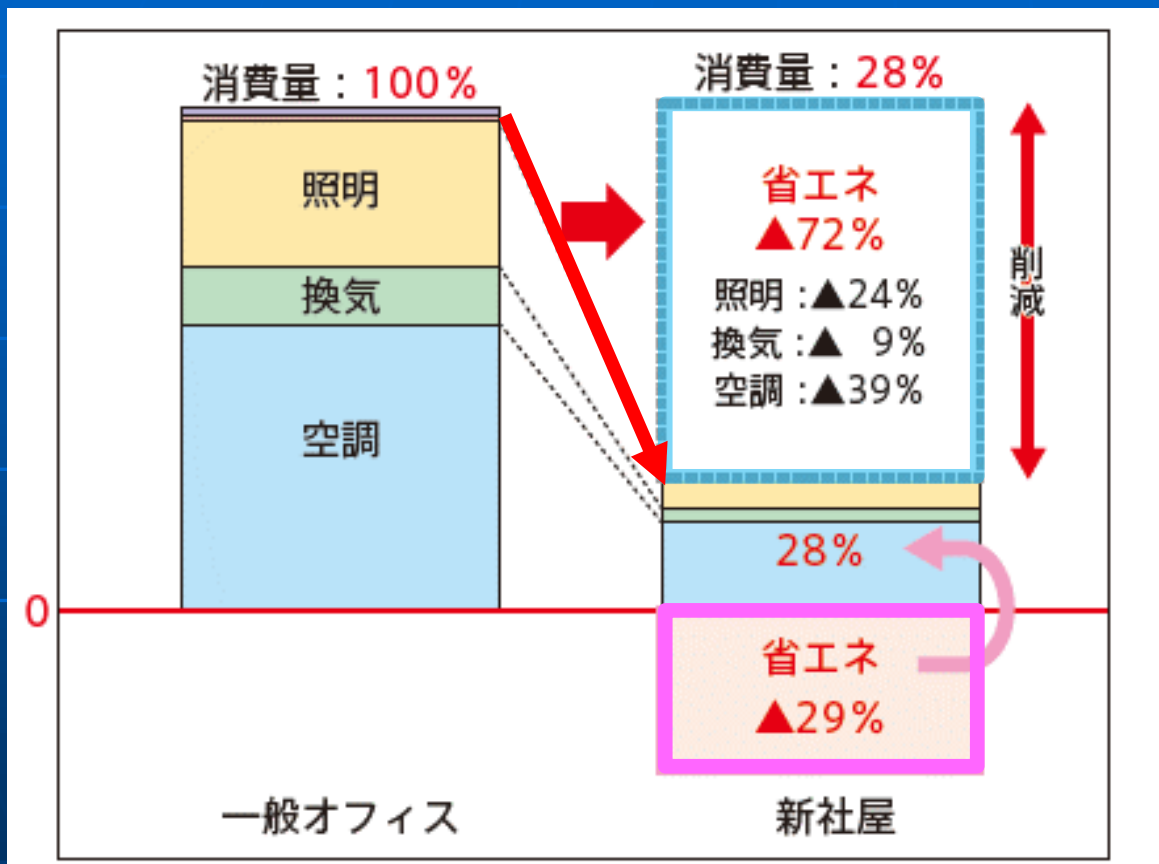 消費量：100%
照明
換気
空調
消費量：28%
省エネ
▲72%
照明：▲24%
換気：▲ 9%
空調：▲39%
削減
28%
0
省エネ
▲29%
一般オフィス
新社屋